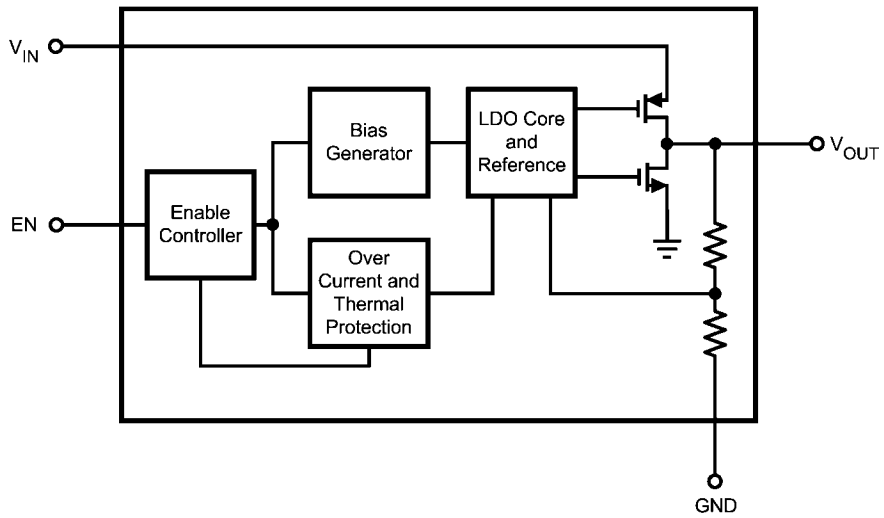 VIN
Bias
Generator
LDO Core
and
Reference
VOUT
EN
Enable
Controller
Over
Current and
Thermal
Protection
GND